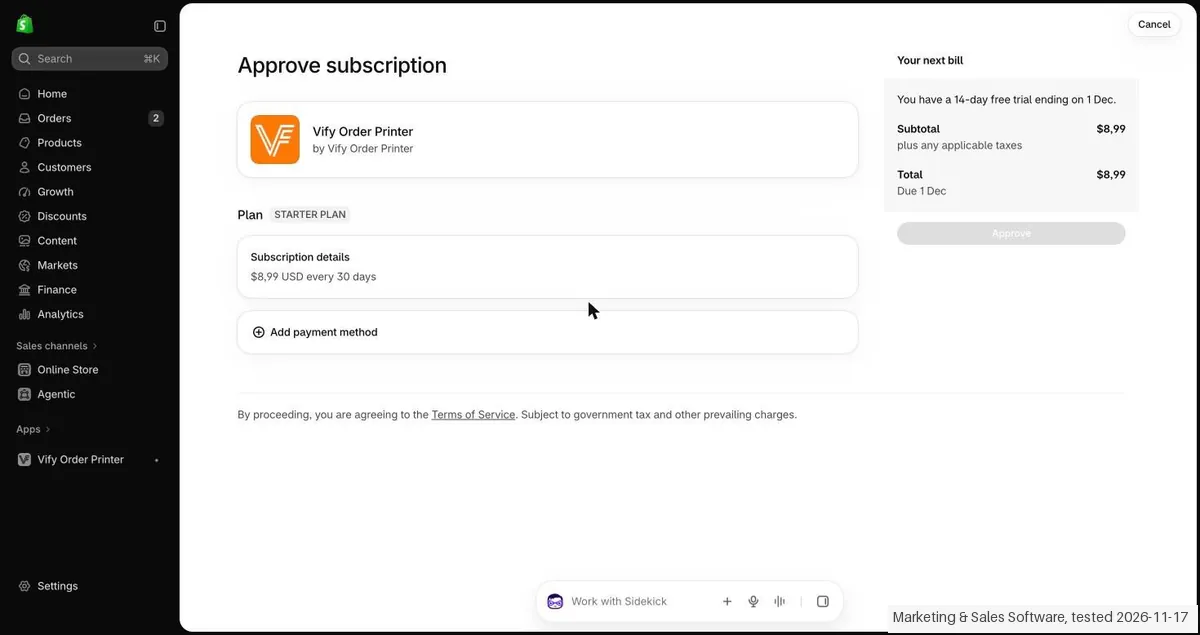 Search ⌘K
Home
Orders 2
Products
Customers
Growth
Discounts
Content
Markets
Finance
Analytics
Sales channels
Online Store
Agentic
Apps
Vify Order Printer
Settings
Cancel
Approve subscription
VF
Vify Order Printer
by Vify Order Printer
Plan STARTER PLAN
Subscription details
$8,99 USD every 30 days
Add payment method
By proceeding, you are agreeing to the Terms of Service. Subject to government tax and other prevailing charges.
Your next bill
You have a 14-day free trial ending on 1 Dec.
Subtotal $8,99
plus any applicable taxes
Total $8,99
Due 1 Dec
Approve
Work with Sidekick
Marketing & Sales Software, tested 2026-11-17